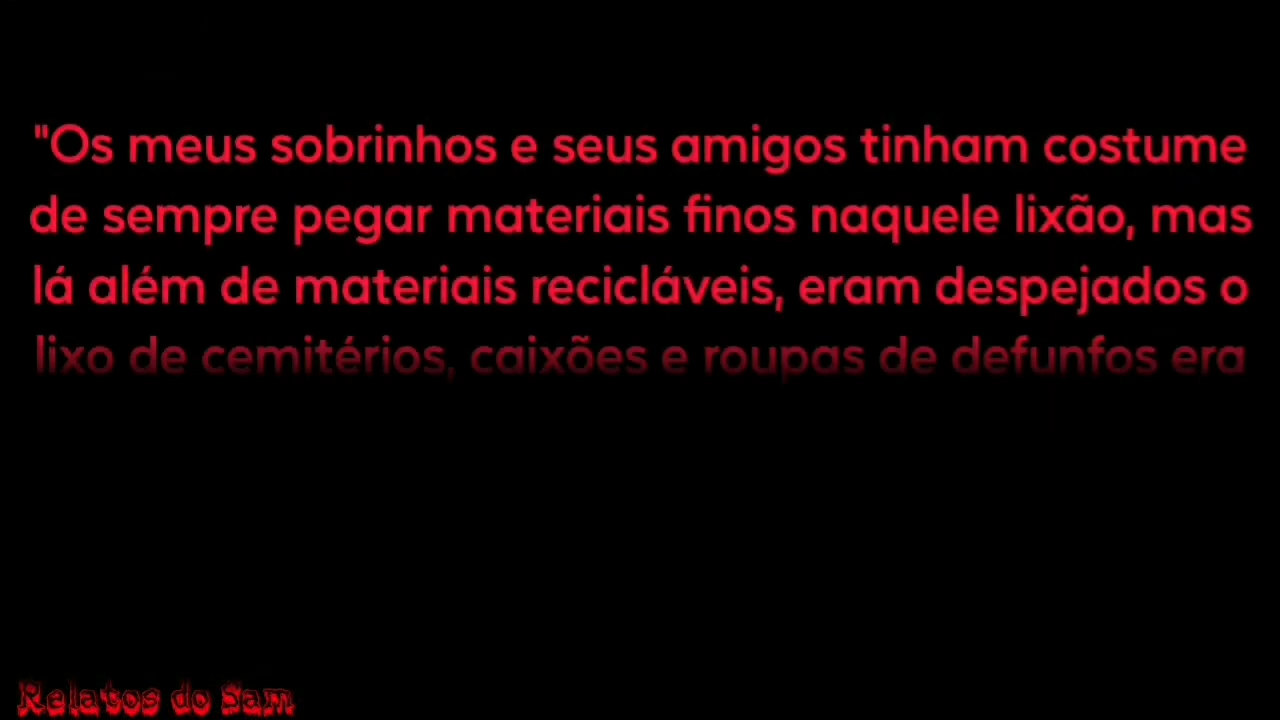 "Os meus sobrinhos e seus amigos tinham costume
de sempre pegar materiais finos naquele lixão, mas
lá além de materiais recicláveis, eram despejados o
lixo de cemitérios, caixões e roupas de defunfos era
Relatos do Sam